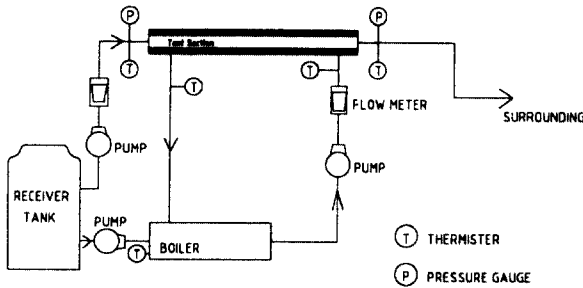 P
P
Test Section
T
T
T
T
FLOW METER
SURROUNDING
PUMP
PUMP
RECEIVER
TANK
PUMP
T
BOILER
T THERMISTER
P PRESSURE GAUGE